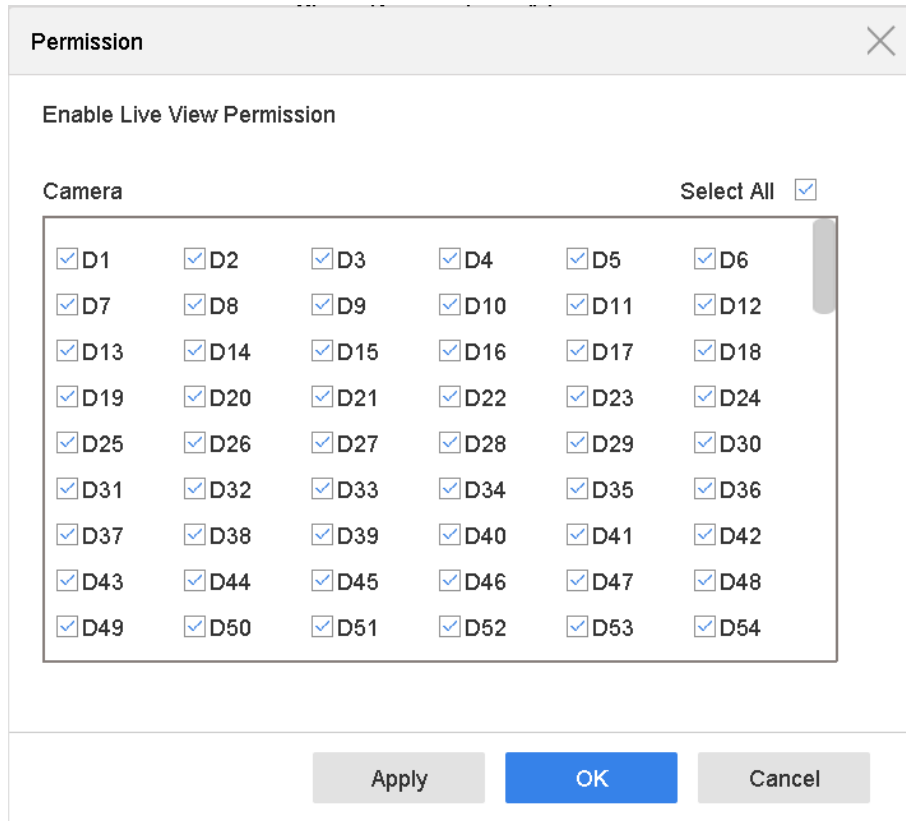 Permission
Enable Live View Permission
Camera Select All
D1 D2 D3 D4 D5 D6
D7 D8 D9 D10 D11 D12
D13 D14 D15 D16 D17 D18
D19 D20 D21 D22 D23 D24
D25 D26 D27 D28 D29 D30
D31 D32 D33 D34 D35 D36
D37 D38 D39 D40 D41 D42
D43 D44 D45 D46 D47 D48
D49 D50 D51 D52 D53 D54
Apply OK Cancel